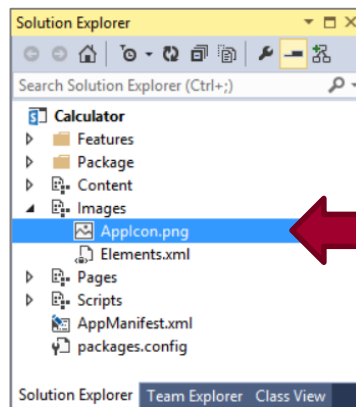 Solution Explorer
Search Solution Explorer (Ctrl+;)
Calculator
Features
Package
Content
Images
AppIcon.png
Elements.xml
Pages
Scripts
AppManifest.xml
packages.config
Solution Explorer Team Explorer Class View